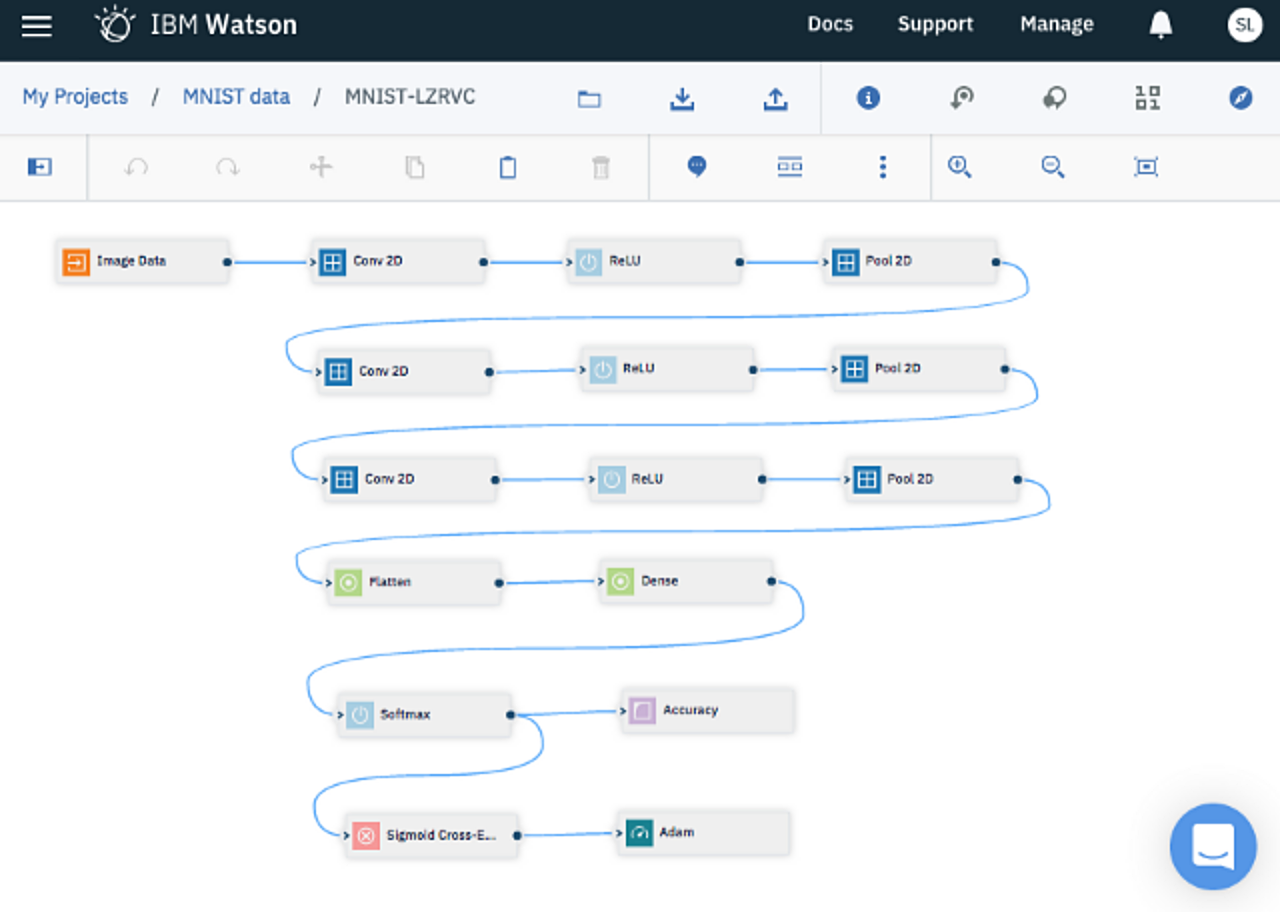 IBM Watson Docs Support Manage SL
My Projects / MNIST data / MNIST-LZRVC
Image Data Conv 2D ReLU Pool 2D
Conv 2D ReLU Pool 2D
Conv 2D ReLU Pool 2D
Flatten Dense
Softmax Accuracy
Sigmoid Cross-E...
Adam